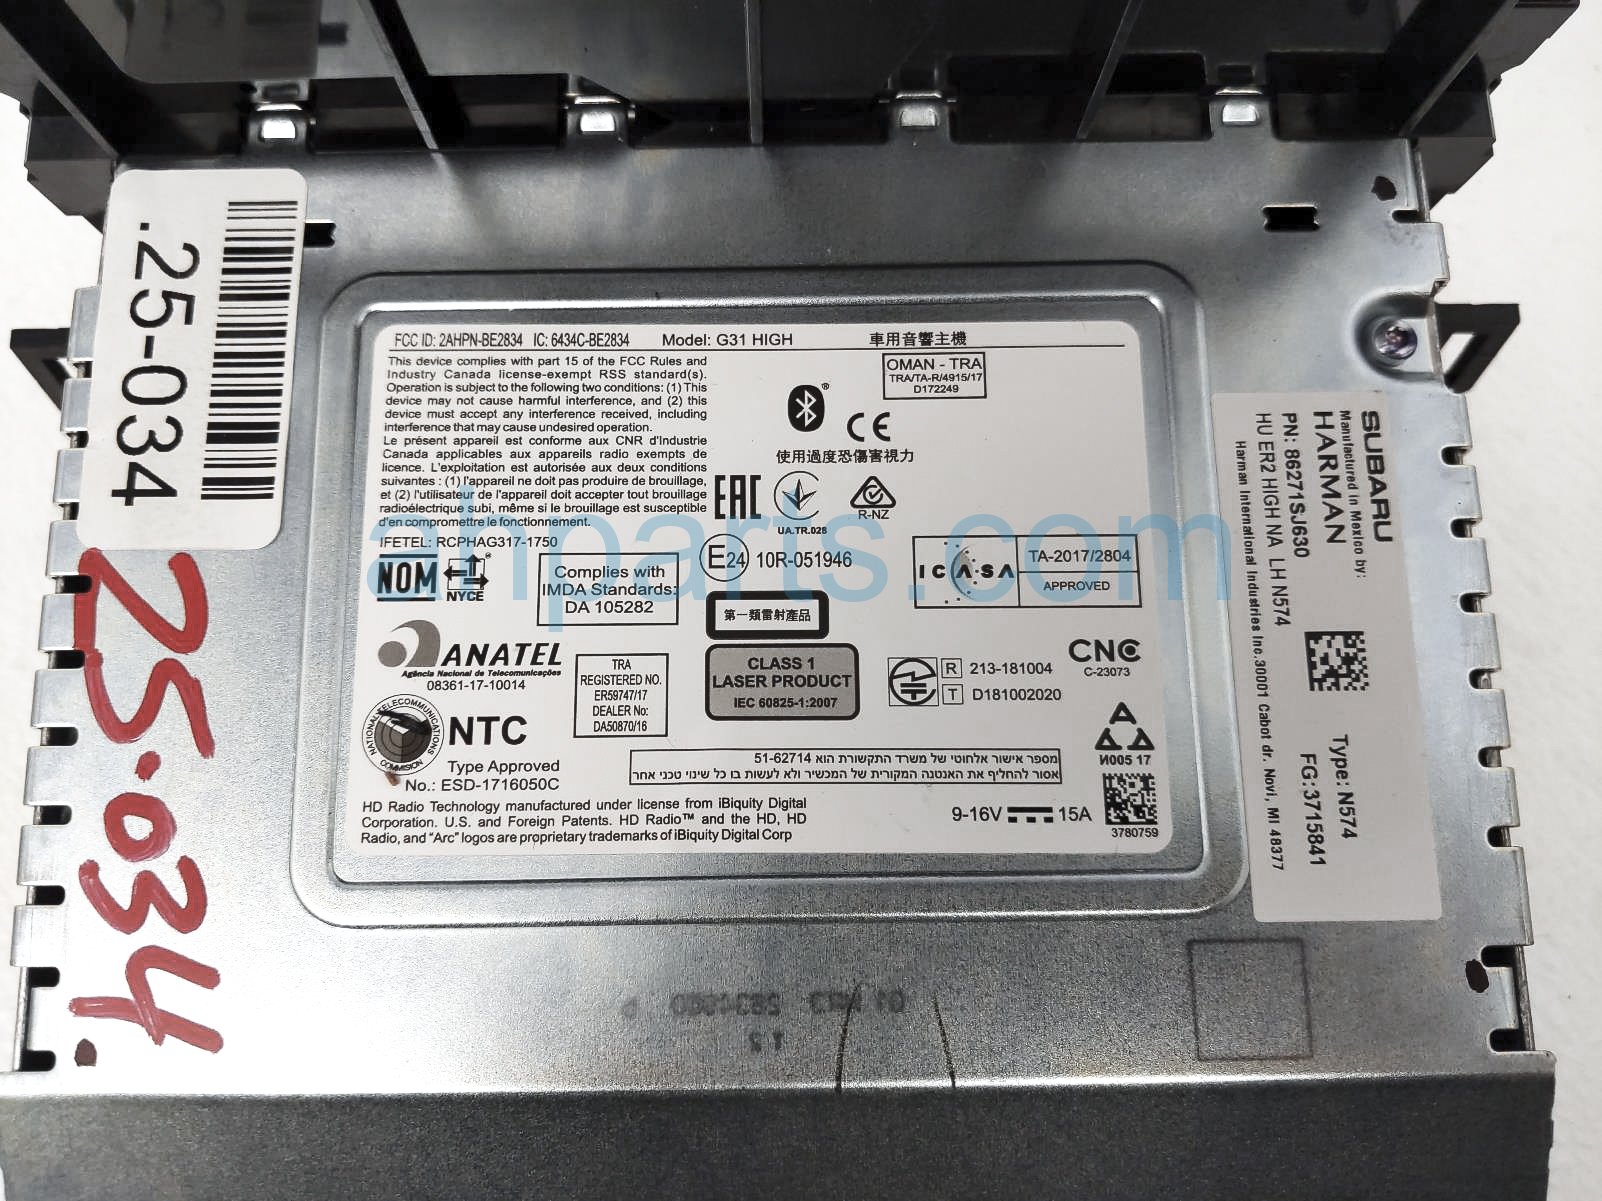 .25-034
25.034.
FCC ID: 2AHPN-BE2834 IC: 6434C-BE2834 Model: G31 HIGH 車用音響主機
This device complies with part 15 of the FCC Rules and
Industry Canada license-exempt RSS standard(s).
Operation is subject to the following two conditions: (1) This
device may not cause harmful interference, and (2) this
device must accept any interference received, including
interference that may cause undesired operation.
Le présent appareil est conforme aux CNR d'Industrie
Canada applicables aux appareils radio exempts de
licence. L'exploitation est autorisée aux deux conditions
suivantes : (1) l'appareil ne doit pas produire de brouillage,
et (2) l'utilisateur de l'appareil doit accepter tout brouillage
radioélectrique subi, même si le brouillage est susceptible
d'en compromettre le fonctionnement.
IFETEL: RCPHAG317-1750
NOM
NYCE
Complies with
IMDA Standards:
DA 105282
ANATEL
Agência Nacional de Telecomunicações
08361-17-10014
TRA
REGISTERED NO.
ER59747/17
DEALER No:
DA50870/16
NATIONAL TELECOMMUNICATIONS COMMISSION
NTC
Type Approved
No.: ESD-1716050C
HD Radio Technology manufactured under license from iBiquity Digital
Corporation. U.S. and Foreign Patents. HD Radio™ and the HD, HD
Radio, and "Arc" logos are proprietary trademarks of iBiquity Digital Corp
OMAN - TRA
TRA/TA-R/4915/17
D172249
CE
使用過度恐傷害視力
EAC
UA.TR.028
R-NZ
E24 10R-051946
ICASA
TA-2017/2804
APPROVED
第一類雷射產品
CLASS 1
LASER PRODUCT
IEC 60825-1:2007
R 213-181004
T D181002020
CNC
C-23073
И005 17
מספר אישור אלחוטי של משרד התקשורת הוא 51-62714
אסור להחליף את האנטנה המקורית של המכשיר ולא לעשות בו כל שינוי טכני אחר
9-16V 15A
3780759
SUBARU
Manufactured in Mexico by:
HARMAN
PN: 86271SJ630
HU ER2 HIGH NA LH N574
Harman International Industries Inc.30001 Cabot dr. Novi, MI 48377
Type: N574
FG:3715841
ahparts.com